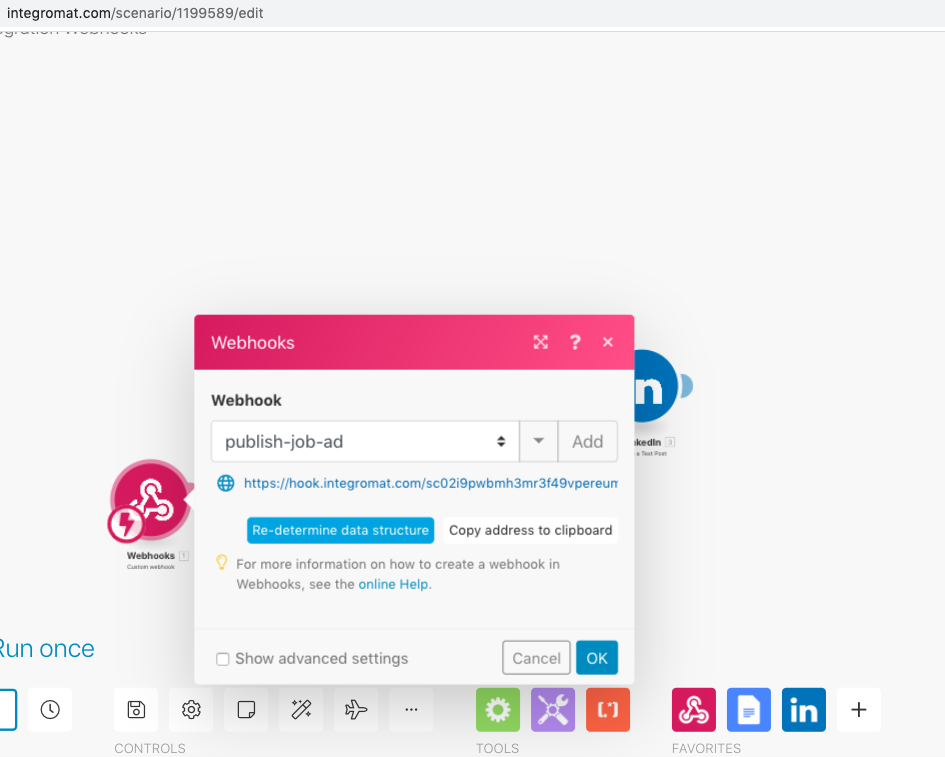 integromat.com/scenario/1199589/edit
Integration Webhooks
Webhooks
?
Webhook
publish-job-ad
Add
https://hook.integromat.com/sc02i9pwbmh3mr3f49vpereum
Re-determine data structure
Copy address to clipboard
For more information on how to create a webhook in
Webhooks, see the online Help.
Show advanced settings
Cancel
OK
in
kedIn 3
a Text Post
Webhooks 1
Custom webhook
Run once
CONTROLS
TOOLS
[.*]
in
FAVORITES